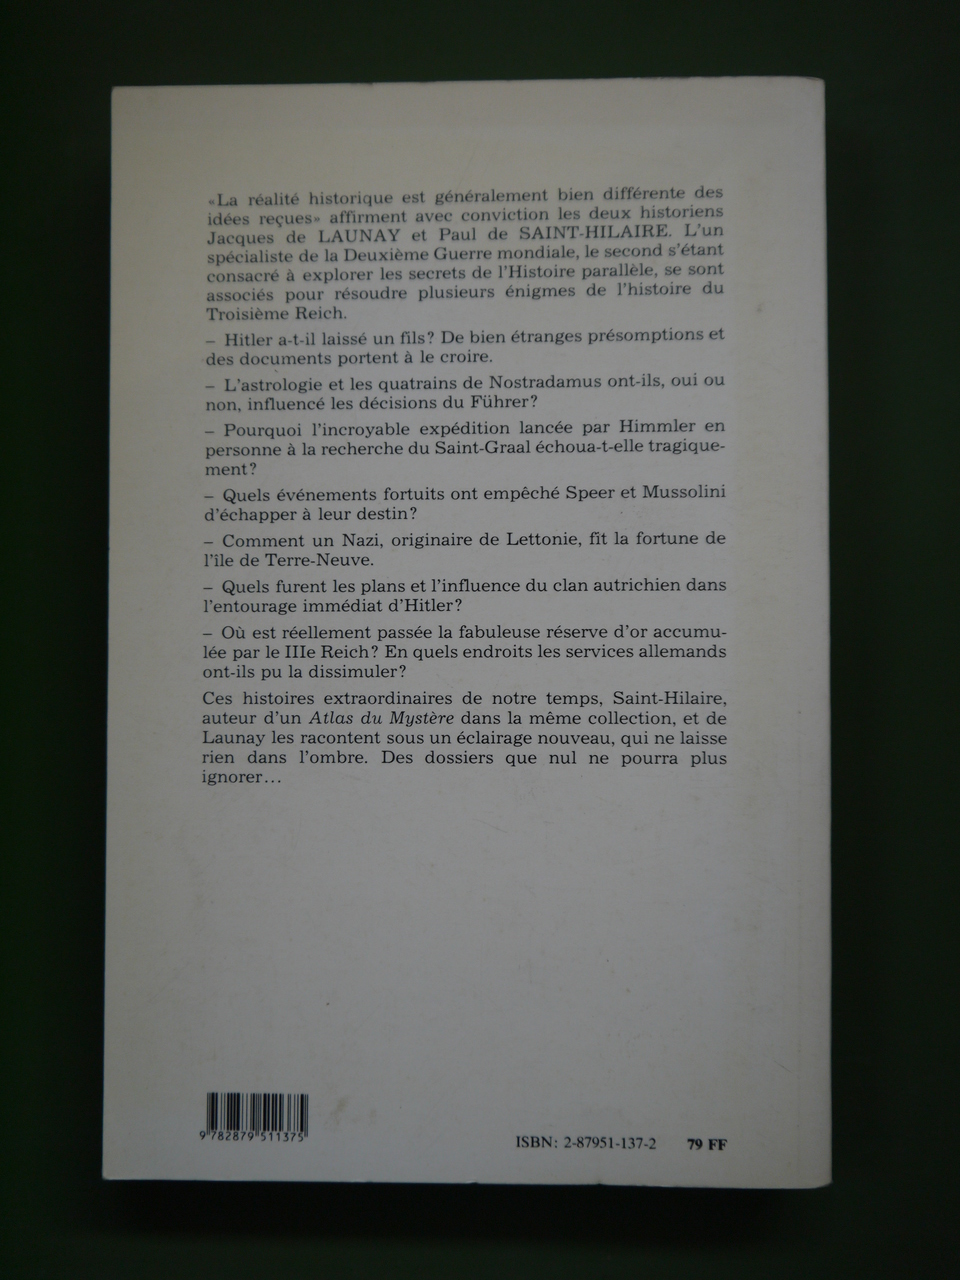 «La réalité historique est généralement bien différente des
idées reçues» affirment avec conviction les deux historiens
Jacques de LAUNAY et Paul de SAINT-HILAIRE. L'un
spécialiste de la Deuxième Guerre mondiale, le second s'étant
consacré à explorer les secrets de l'Histoire parallèle, se sont
associés pour résoudre plusieurs énigmes de l'histoire du
Troisième Reich.
– Hitler a-t-il laissé un fils? De bien étranges présomptions et
des documents portent à le croire.
– L'astrologie et les quatrains de Nostradamus ont-ils, oui ou
non, influencé les décisions du Führer?
– Pourquoi l'incroyable expédition lancée par Himmler en
personne à la recherche du Saint-Graal échoua-t-elle tragique-
ment?
– Quels événements fortuits ont empêché Speer et Mussolini
d'échapper à leur destin?
– Comment un Nazi, originaire de Lettonie, fît la fortune de
l'île de Terre-Neuve.
– Quels furent les plans et l'influence du clan autrichien dans
l'entourage immédiat d'Hitler?
– Où est réellement passée la fabuleuse réserve d'or accumu-
lée par le IIIe Reich? En quels endroits les services allemands
ont-ils pu la dissimuler?
Ces histoires extraordinaires de notre temps, Saint-Hilaire,
auteur d'un Atlas du Mystère dans la même collection, et de
Launay les racontent sous un éclairage nouveau, qui ne laisse
rien dans l'ombre. Des dossiers que nul ne pourra plus
ignorer...
9 782879 511375
ISBN: 2-87951-137-2 79 FF